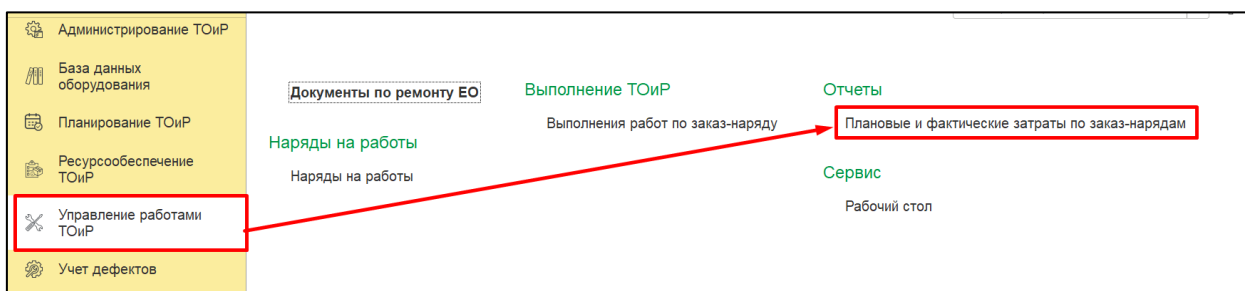 Администрирование ТОиР
База данных
оборудования
Планирование ТОиР
Ресурсообеспечение
ТОиР
Управление работами
ТОиР
Учет дефектов
Документы по ремонту ЕО
Наряды на работы
Наряды на работы
Выполнение ТОиР
Выполнения работ по заказ-наряду
Отчеты
Плановые и фактические затраты по заказ-нарядам
Сервис
Рабочий стол